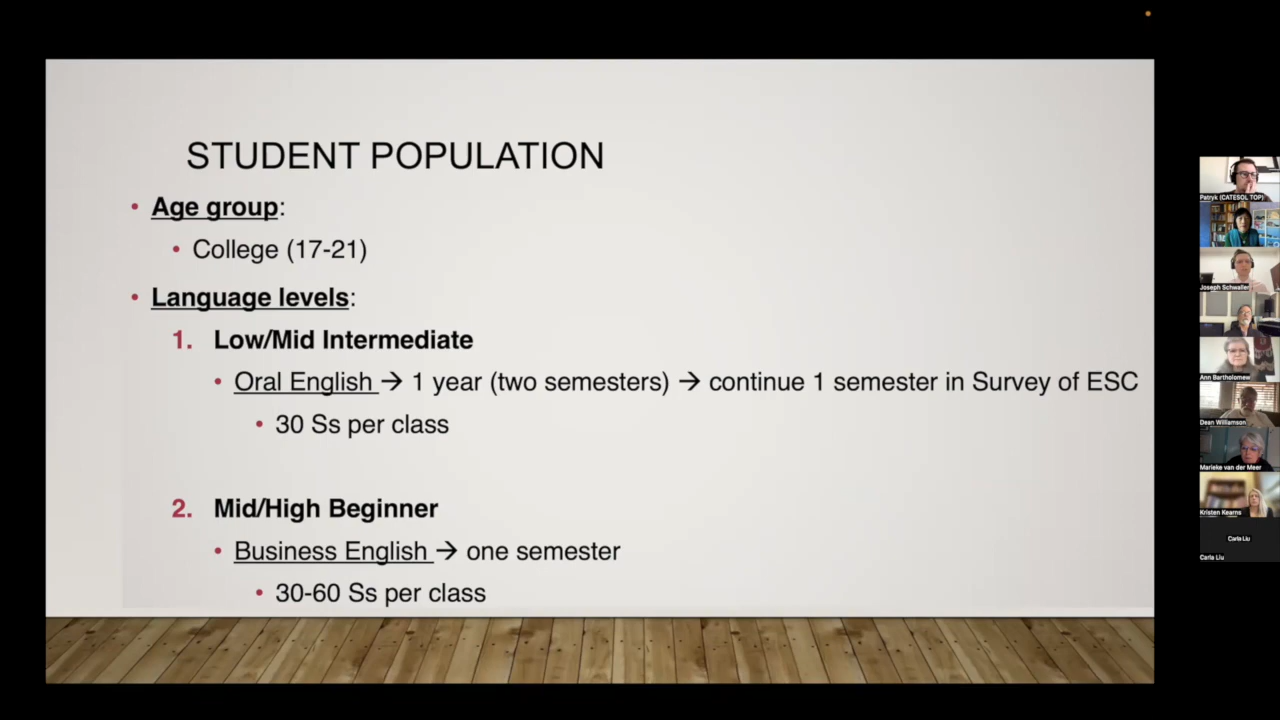 STUDENT POPULATION
• Age group:
• College (17-21)
• Language levels:
1. Low/Mid Intermediate
• Oral English → 1 year (two semesters) → continue 1 semester in Survey of ESC
• 30 Ss per class
2. Mid/High Beginner
• Business English → one semester
• 30-60 Ss per class
Patryk (CATESOL TOP)
Joseph Schwaller
Ann Bartholomew
Dean Williamson
Marieke van der Meer
Kristen Kearns
Carla Liu
Carla Liu